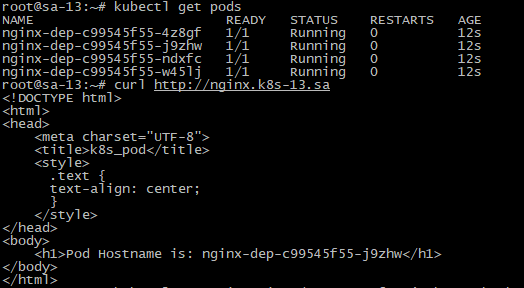 root@sa-13:~# kubectl get pods
NAME                       READY   STATUS    RESTARTS   AGE
nginx-dep-c99545f55-4z8gf   1/1     Running   0          12s
nginx-dep-c99545f55-j9zhw   1/1     Running   0          12s
nginx-dep-c99545f55-ndxfc   1/1     Running   0          12s
nginx-dep-c99545f55-w45lj   1/1     Running   0          12s
root@sa-13:~# curl http://nginx.k8s-13.sa
<!DOCTYPE html>
<html>
<head>
    <meta charset="UTF-8">
    <title>k8s_pod</title>
    <style>
      .text {
      text-align: center;
      }
    </style>
</head>
<body>
    <h1>Pod Hostname is: nginx-dep-c99545f55-j9zhw</h1>
</body>
</html>